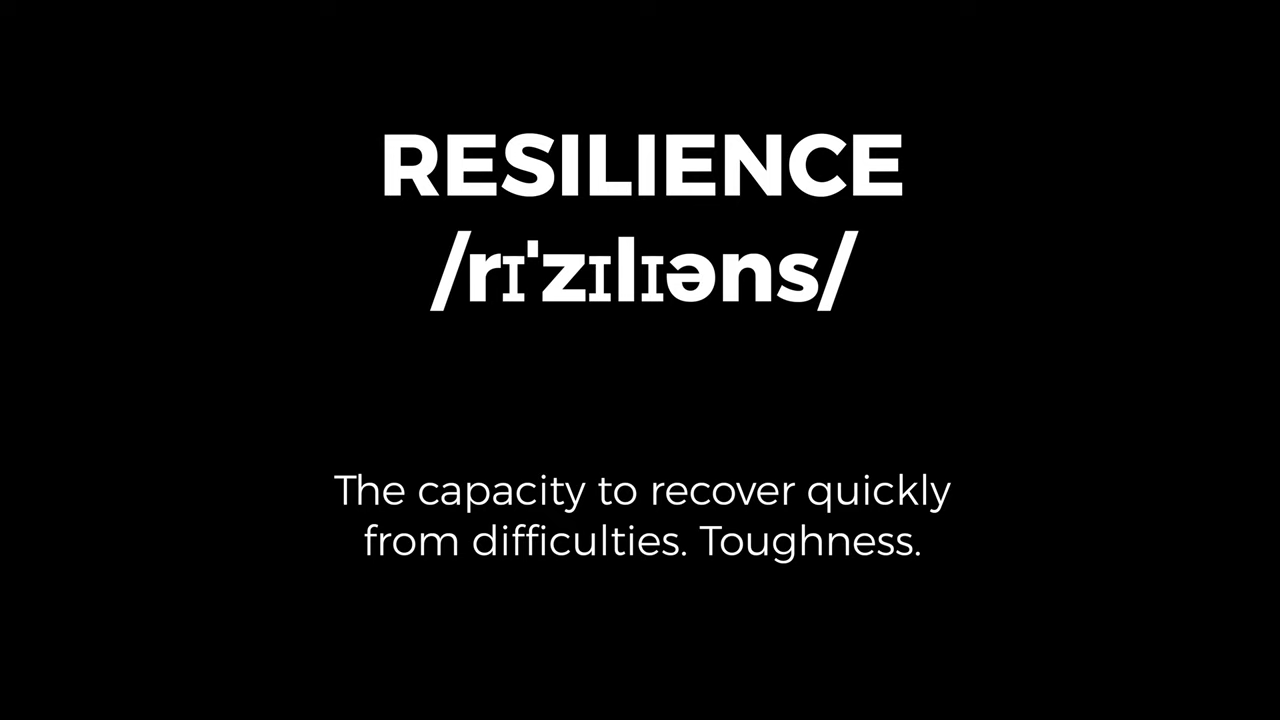 RESILIENCE
/rɪˈzɪlɪəns/
The capacity to recover quickly
from difficulties. Toughness.